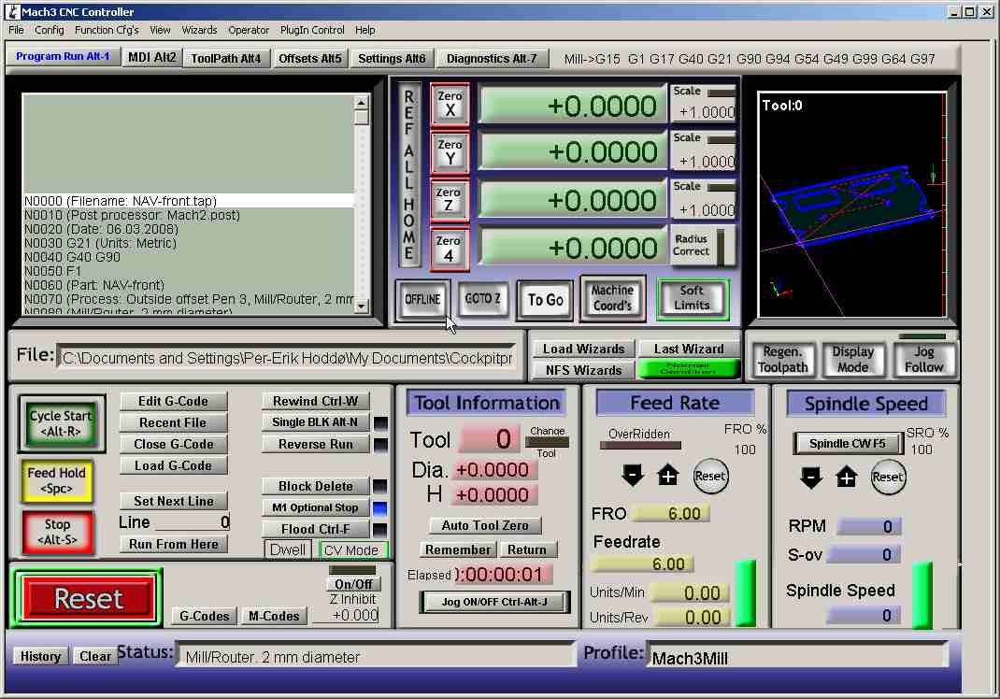 Mach3 CNC Controller
File Config Function Cfg's View Wizards Operator PlugIn Control Help
Program Run Alt-1 MDI Alt2 ToolPath Alt4 Offsets Alt5 Settings Alt6 Diagnostics Alt-7 Mill->G15 G1 G17 G40 G21 G90 G94 G54 G49 G99 G64 G97
N0000 (Filename: NAV-front.tap)
N0010 (Post processor: Mach2.post)
N0020 (Date: 06.03.2008)
N0030 G21 (Units: Metric)
N0040 G40 G90
N0050 F1
N0060 (Part: NAV-front)
N0070 (Process: Outside offset Pen 3, Mill/Router, 2 mm
N0080 (Mill/Router, 2 mm diameter)
REF ALL HOME
Zero X +0.0000 Scale +1.0000
Zero Y +0.0000 Scale +1.0000
Zero Z +0.0000 Scale +1.0000
Zero 4 +0.0000 Radius Correct
OFFLINE GOTO Z To Go Machine Coord's Soft Limits
Tool:0
File: C:\Documents and Settings\Per-Erik Hoddø\My Documents\Cockpitpr
Load Wizards Last Wizard
NFS Wizards Normal Condition
Regen. Toolpath Display Mode Jog Follow
Cycle Start <Alt-R>
Feed Hold <Spc>
Stop <Alt-S>
Edit G-Code
Recent File
Close G-Code
Load G-Code
Set Next Line
Line 0
Run From Here
Rewind Ctrl-W
Single BLK Alt-N
Reverse Run
Block Delete
M1 Optional Stop
Flood Ctrl-F
Dwell CV Mode
Reset
G-Codes M-Codes
On/Off
Z Inhibit
+0.000
Tool Information
Tool 0 Change Tool
Dia. +0.0000
H +0.0000
Auto Tool Zero
Remember Return
Elapsed ):00:00:01
Jog ON/OFF Ctrl-Alt-J
Feed Rate
OverRidden FRO % 100
- + Reset
FRO 6.00
Feedrate
6.00
Units/Min 0.00
Units/Rev 0.00
Spindle Speed
Spindle CW F5 SRO % 100
- + Reset
RPM 0
S-ov 0
Spindle Speed
0
History Clear Status: Mill/Router. 2 mm diameter Profile: Mach3Mill